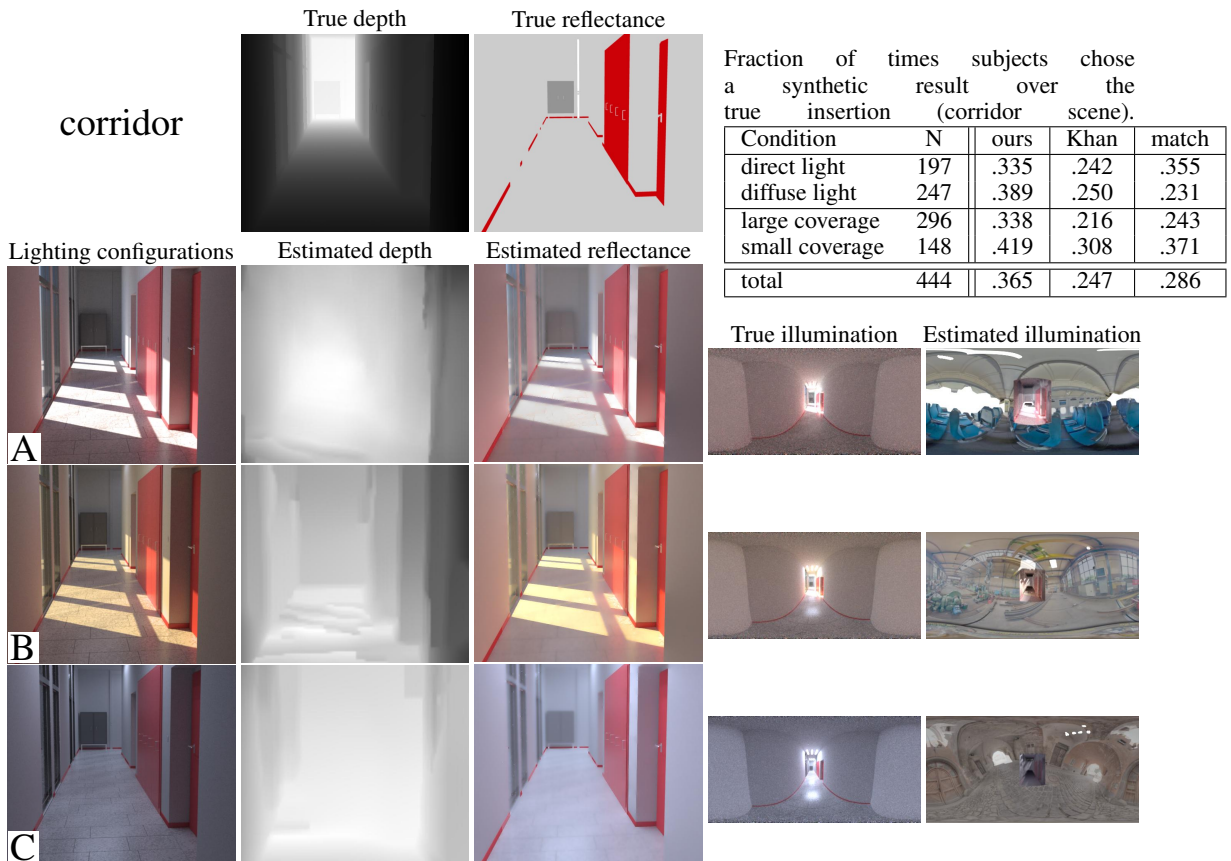 True depth
True reflectance
corridor
Fraction of times subjects chose
a synthetic result over the
true insertion (corridor scene).
Condition N ours Khan match
direct light 197 .335 .242 .355
diffuse light 247 .389 .250 .231
large coverage 296 .338 .216 .243
small coverage 148 .419 .308 .371
total 444 .365 .247 .286
Lighting configurations
Estimated depth
Estimated reflectance
True illumination
Estimated illumination
A
B
C